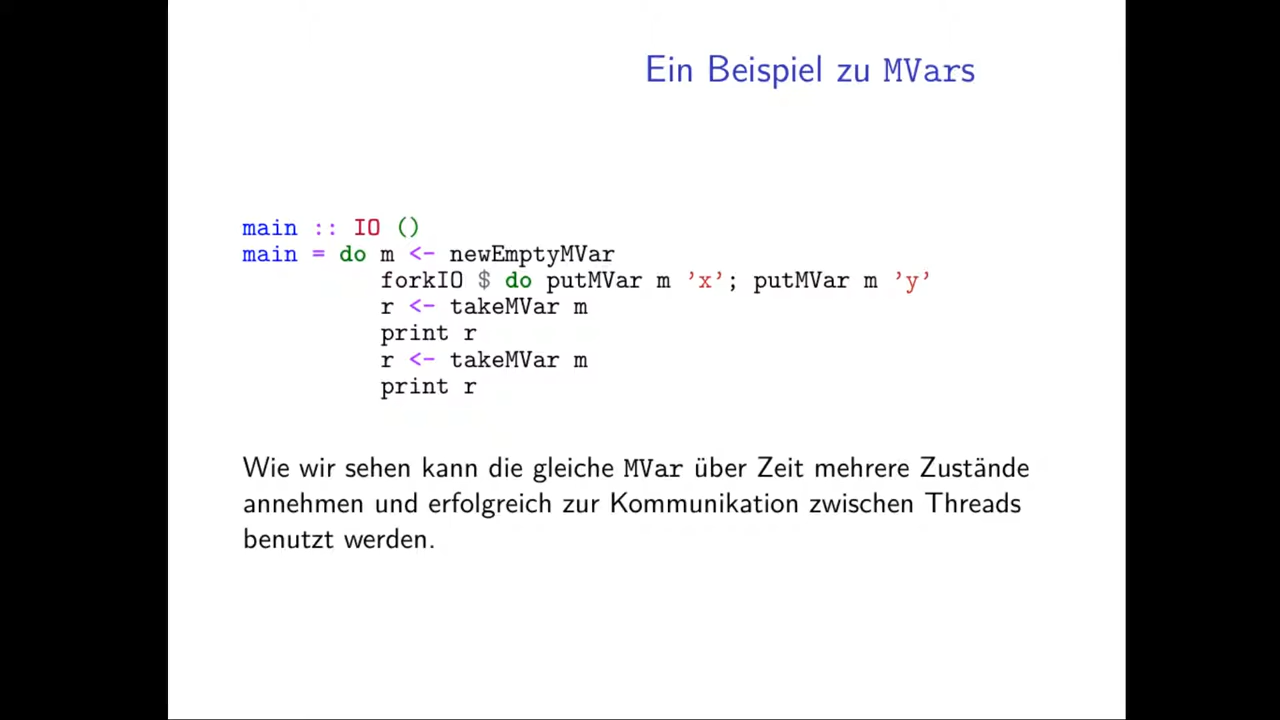 Ein Beispiel zu MVars
main :: IO ()
main = do m <- newEmptyMVar
          forkIO $ do putMVar m 'x'; putMVar m 'y'
          r <- takeMVar m
          print r
          r <- takeMVar m
          print r
Wie wir sehen kann die gleiche MVar über Zeit mehrere Zustände
annehmen und erfolgreich zur Kommunikation zwischen Threads
benutzt werden.